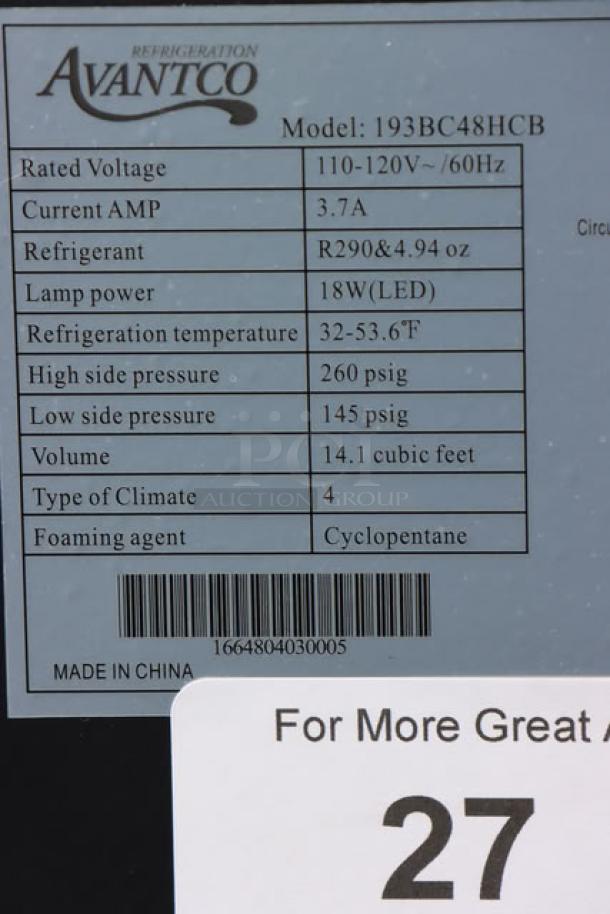 REFRIGERATION
AVANTCO
Model: 193BC48HCB
Rated Voltage 110-120V~/60Hz
Current AMP 3.7A
Refrigerant R290&4.94 oz
Lamp power 18W(LED)
Refrigeration temperature 32-53.6°F
High side pressure 260 psig
Low side pressure 145 psig
Volume 14.1 cubic feet
Type of Climate 4
Foaming agent Cyclopentane
1664804030005
MADE IN CHINA
PCI
AUCTION GROUP
For More Great
27